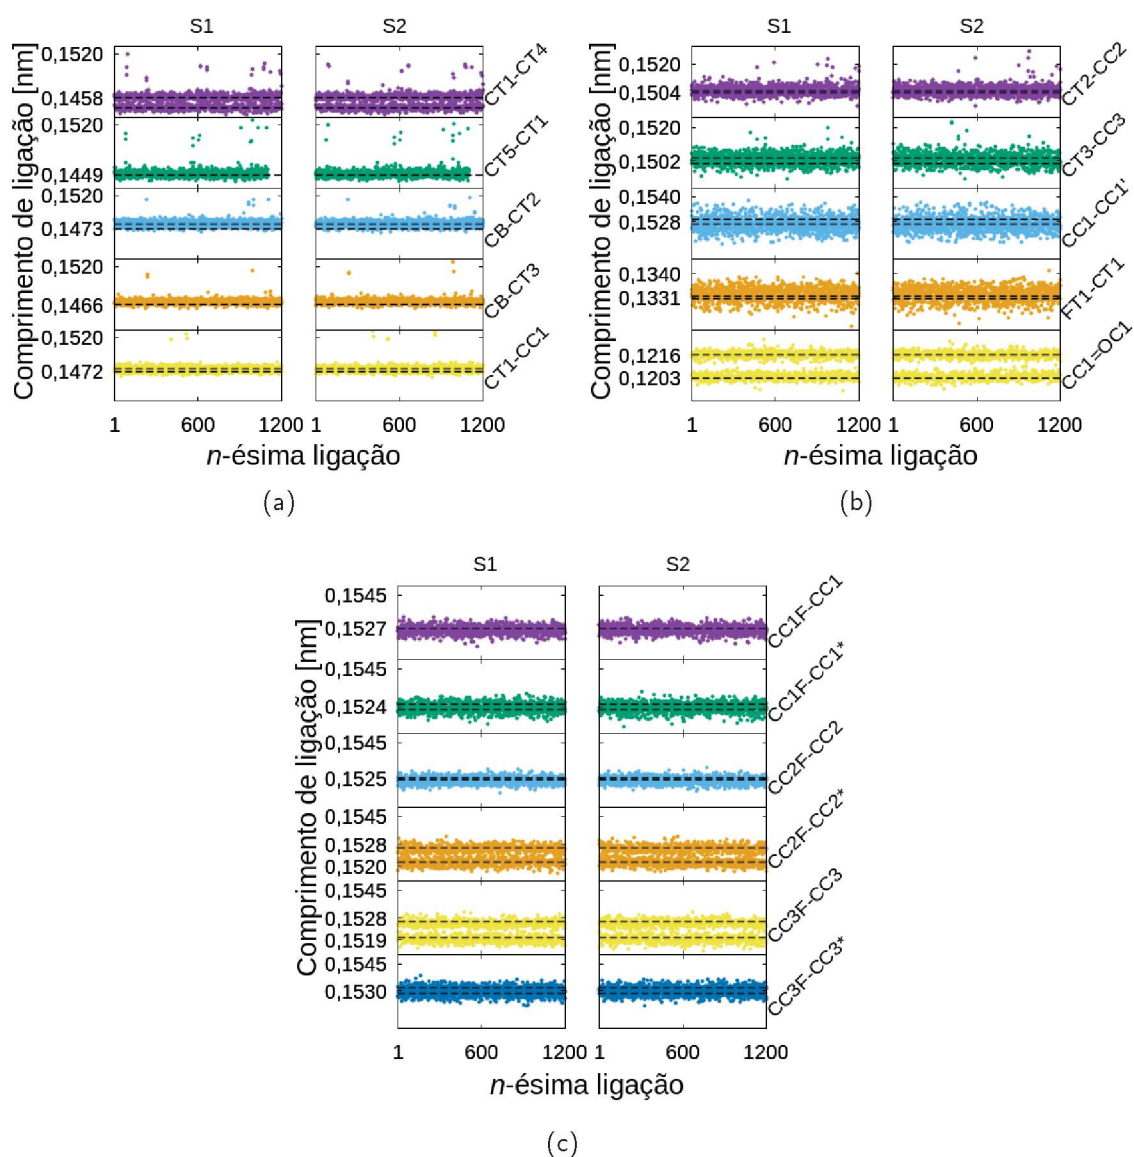 S1 S2
Comprimento de ligação [nm]
0,1520
0,1458
CT1-CT4
0,1520
0,1449
CT5-CT1
0,1520
0,1473
CB-CT2
0,1520
0,1466
CB-CT3
0,1520
0,1472
CT1-CC1
1 600 1200 1 600 1200
n-ésima ligação n-ésima ligação
(a)
S1 S2
Comprimento de ligação [nm]
0,1520
0,1504
CT2-CC2
0,1520
0,1502
CT3-CC3
0,1540
0,1528
CC1-CC1'
0,1340
0,1331
FT1-CT1
0,1216
0,1203
CC1=OC1
1 600 1200 1 600 1200
n-ésima ligação n-ésima ligação
(b)
S1 S2
Comprimento de ligação [nm]
0,1545
0,1527
CC1F-CC1
0,1545
0,1524
CC1F-CC1*
0,1545
0,1525
CC2F-CC2
0,1545
0,1528
0,1520
CC2F-CC2*
0,1545
0,1528
0,1519
CC3F-CC3
0,1545
0,1530
CC3F-CC3*
1 600 1200 1 600 1200
n-ésima ligação n-ésima ligação
(c)